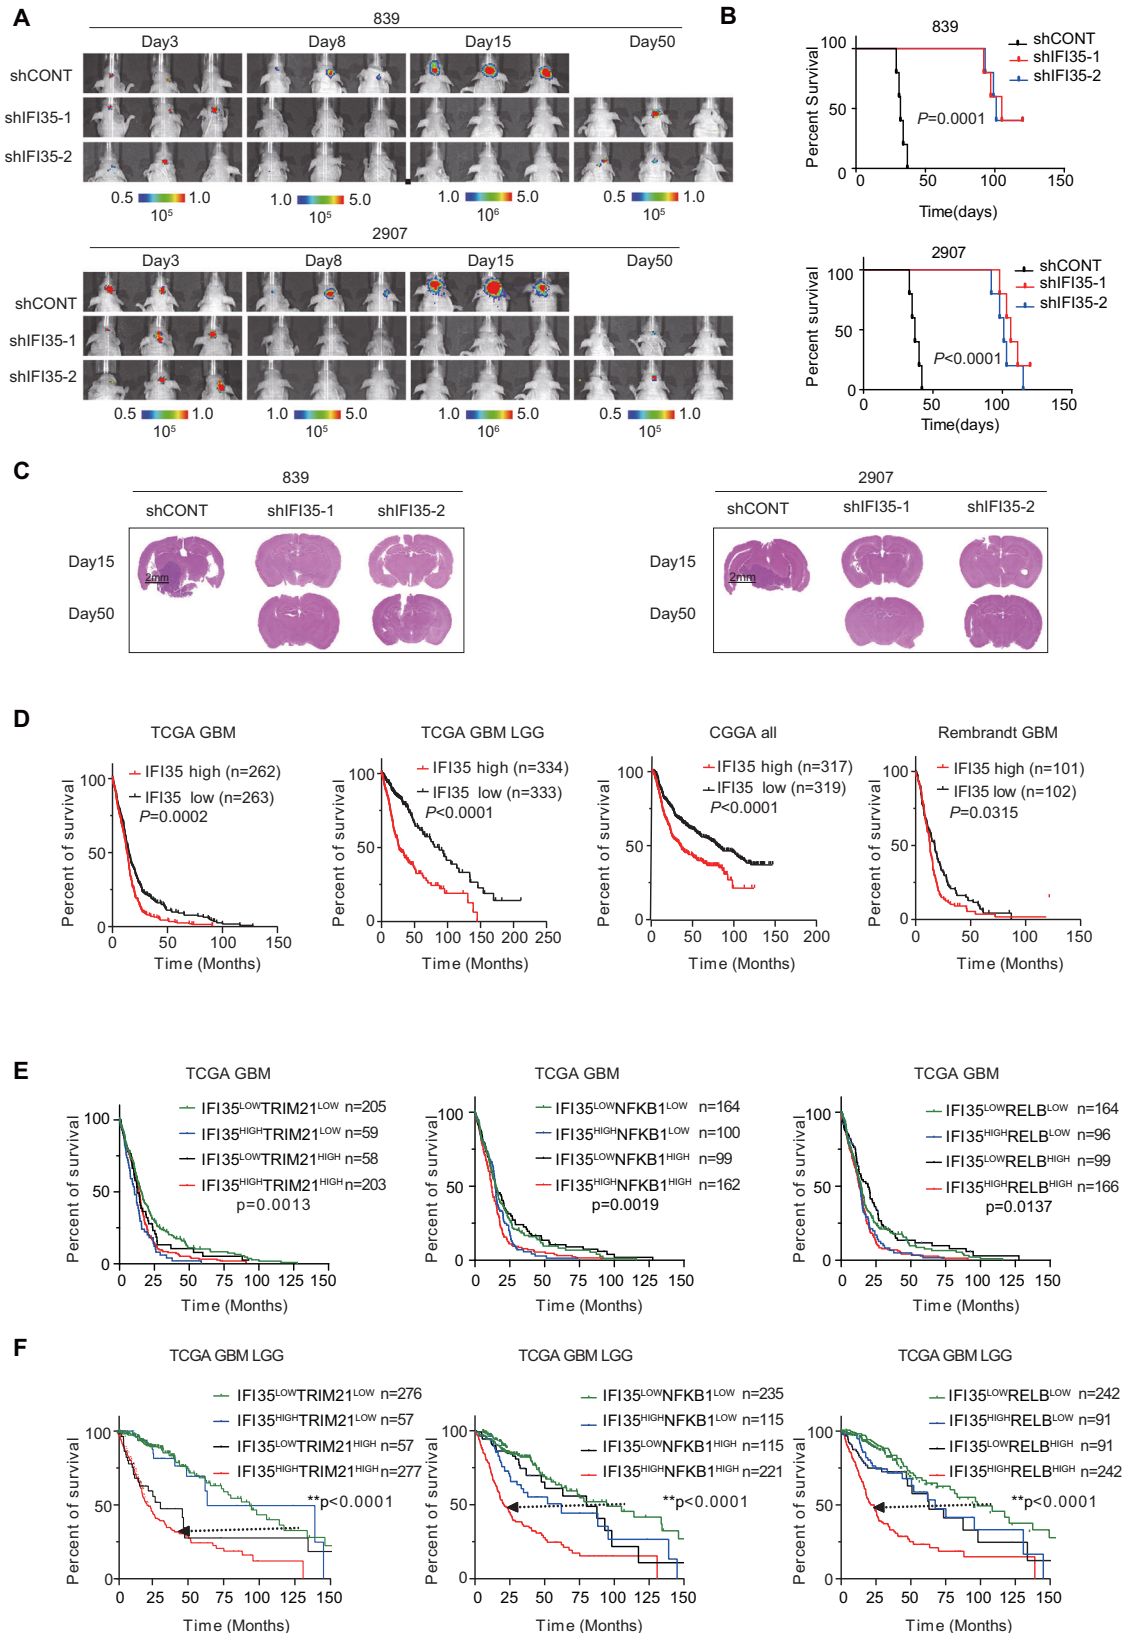 A
839
Day3 Day8 Day15 Day50
shCONT
shIFI35-1
shIFI35-2
0.5 1.0 1.0 5.0 1.0 5.0 0.5 1.0
10⁵ 10⁵ 10⁶ 10⁵
2907
Day3 Day8 Day15 Day50
shCONT
shIFI35-1
shIFI35-2
0.5 1.0 1.0 5.0 1.0 5.0 0.5 1.0
10⁵ 10⁵ 10⁶ 10⁵
B
839
shCONT
shIFI35-1
shIFI35-2
P=0.0001
Percent Survival
100
50
0
0 50 100 150
Time(days)
2907
shCONT
shIFI35-1
shIFI35-2
P<0.0001
Percent survival
100
50
0
0 50 100 150
Time(days)
C
839
shCONT shIFI35-1 shIFI35-2
Day15
2mm
Day50
2907
shCONT shIFI35-1 shIFI35-2
Day15
2mm
Day50
D
TCGA GBM
IFI35 high (n=262)
IFI35 low (n=263)
P=0.0002
Percent of survival
100
50
0
0 50 100 150
Time (Months)
TCGA GBM LGG
IFI35 high (n=334)
IFI35 low (n=333)
P<0.0001
Percent of survival
100
50
0
0 50 100 150 200 250
Time (Months)
CGGA all
IFI35 high (n=317)
IFI35 low (n=319)
P<0.0001
Percent of survival
100
50
0
0 50 100 150 200
Time (Months)
Rembrandt GBM
IFI35 high (n=101)
IFI35 low (n=102)
P=0.0315
Percent of survival
100
50
0
0 50 100 150
Time (Months)
E
TCGA GBM
IFI35LOWTRIM21LOW n=205
IFI35HIGHTRIM21LOW n=59
IFI35LOWTRIM21HIGH n=58
IFI35HIGHTRIM21HIGH n=203
p=0.0013
Percent of survival
100
50
0
0 25 50 75 100 125 150
Time (Months)
TCGA GBM
IFI35LOWNFKB1LOW n=164
IFI35HIGHNFKB1LOW n=100
IFI35LOWNFKB1HIGH n=99
IFI35HIGHNFKB1HIGH n=162
p=0.0019
Percent of survival
100
50
0
0 25 50 75 100 125 150
Time (Months)
TCGA GBM
IFI35LOWRELBLOW n=164
IFI35HIGHRELBLOW n=96
IFI35LOWRELBHIGH n=99
IFI35HIGHRELBHIGH n=166
p=0.0137
Percent of survival
100
50
0
0 25 50 75 100 125 150
Time (Months)
F
TCGA GBM LGG
IFI35LOWTRIM21LOW n=276
IFI35HIGHTRIM21LOW n=57
IFI35LOWTRIM21HIGH n=57
IFI35HIGHTRIM21HIGH n=277
**p<0.0001
Percent of survival
100
50
0
0 25 50 75 100 125 150
Time (Months)
TCGA GBM LGG
IFI35LOWNFKB1LOW n=235
IFI35HIGHNFKB1LOW n=115
IFI35LOWNFKB1HIGH n=115
IFI35HIGHNFKB1HIGH n=221
**p<0.0001
Percent of survival
100
50
0
0 25 50 75 100 125 150
Time (Months)
TCGA GBM LGG
IFI35LOWRELBLOW n=242
IFI35HIGHRELBLOW n=91
IFI35LOWRELBHIGH n=91
IFI35HIGHRELBHIGH n=242
**p<0.0001
Percent of survival
100
50
0
0 25 50 75 100 125 150
Time (Months)